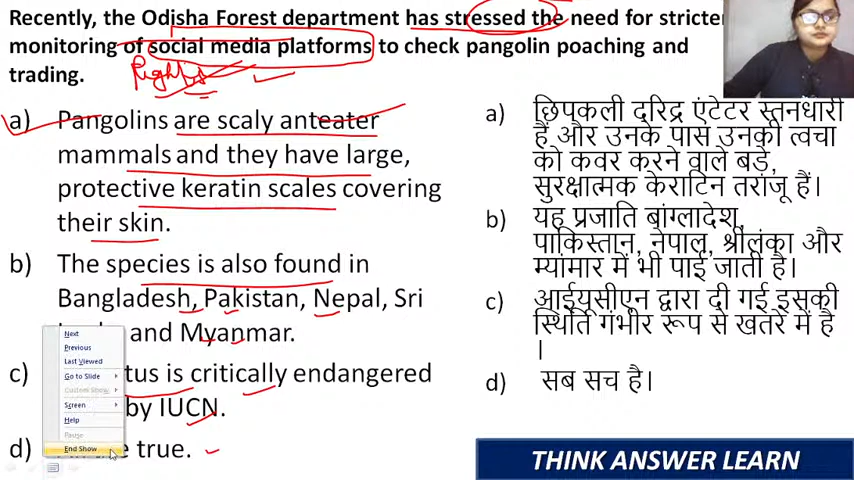 Recently, the Odisha Forest department has stressed the need for stricter
monitoring of social media platforms to check pangolin poaching and
trading.
Rights
a) Pangolins are scaly anteater
mammals and they have large,
protective keratin scales covering
their skin.
b) The species is also found in
Bangladesh, Pakistan, Nepal, Sri
and Myanmar.
c) is critically endangered
by IUCN.
d) true.
Next
Previous
Last Viewed
Go to Slide
Custom Show
Screen
Help
Pause
End Show
a) छिपकली दरिद्र एंटेटर स्तनधारी
हैं और उनके पास उनकी त्वचा
को कवर करने वाले बड़े,
सुरक्षात्मक केराटिन तराजू हैं।
b) यह प्रजाति बांग्लादेश,
पाकिस्तान, नेपाल, श्रीलंका और
म्यांमार में भी पाई जाती है।
c) आईयूसीएन द्वारा दी गई इसकी
स्थिति गंभीर रूप से खतरे में है
।
d) सब सच है।
THINK ANSWER LEARN